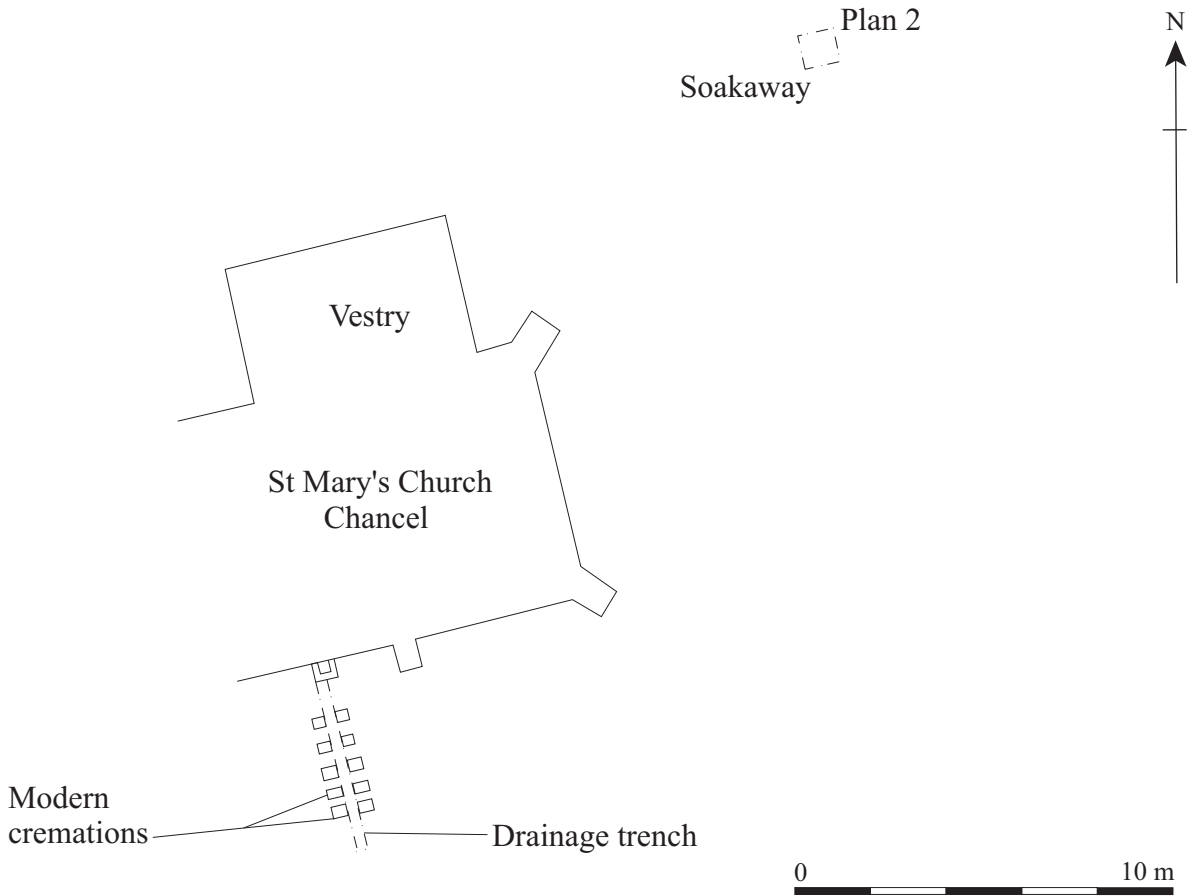 Plan 2
N
Soakaway
Vestry
St Mary's Church
Chancel
Modern
cremations
Drainage trench
0
10 m